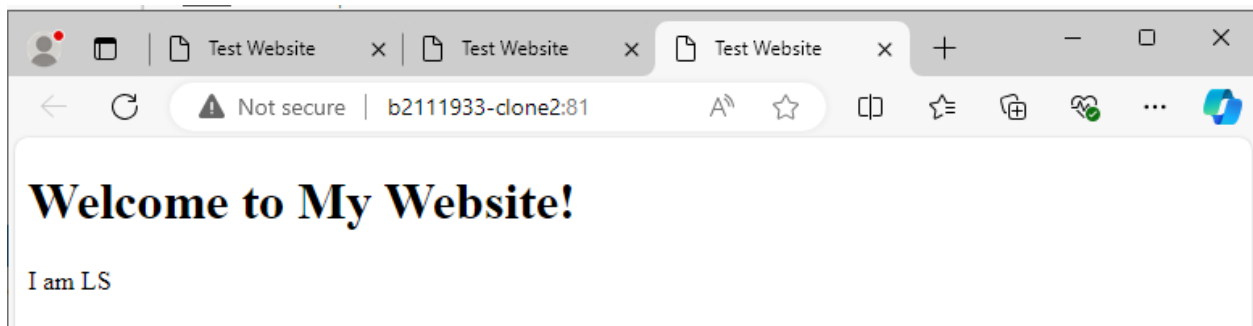 Test Website
Test Website
Test Website
Not secure b2111933-clone2:81 A
Welcome to My Website!
I am LS